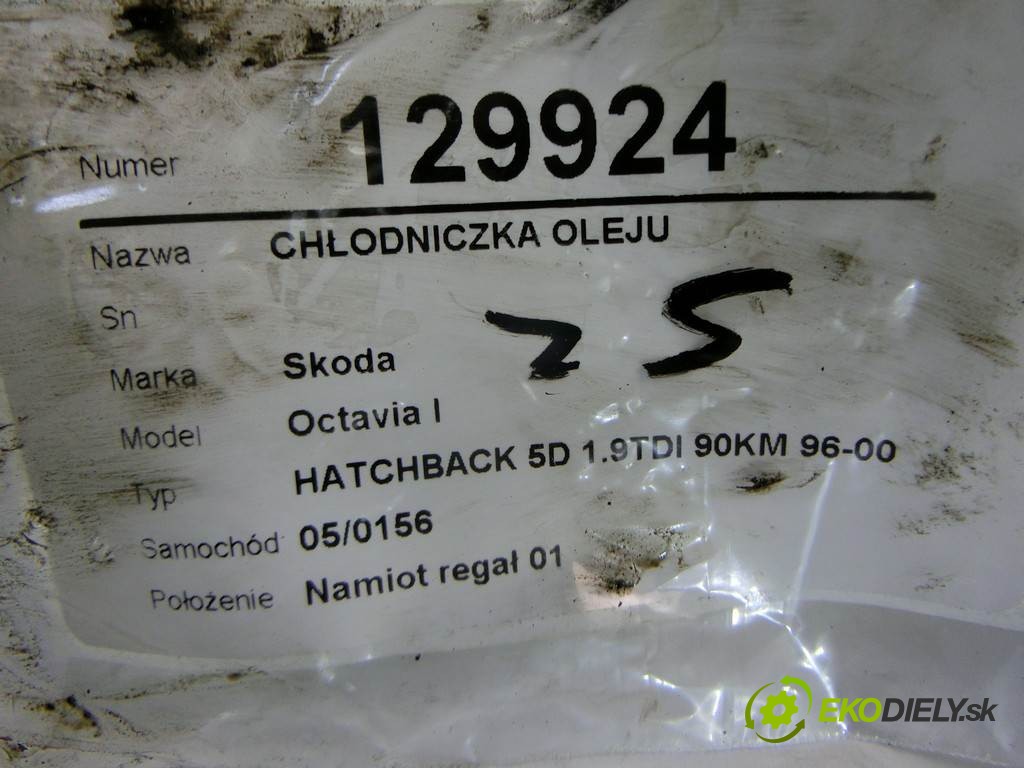 Numer 129924
Nazwa CHŁODNICZKA OLEJU
Sn
25
Marka Skoda
Model Octavia I
Typ HATCHBACK 5D 1.9TDI 90KM 96-00
Samochód 05/0156
Położenie Namiot regał 01
EKODIELY.sk